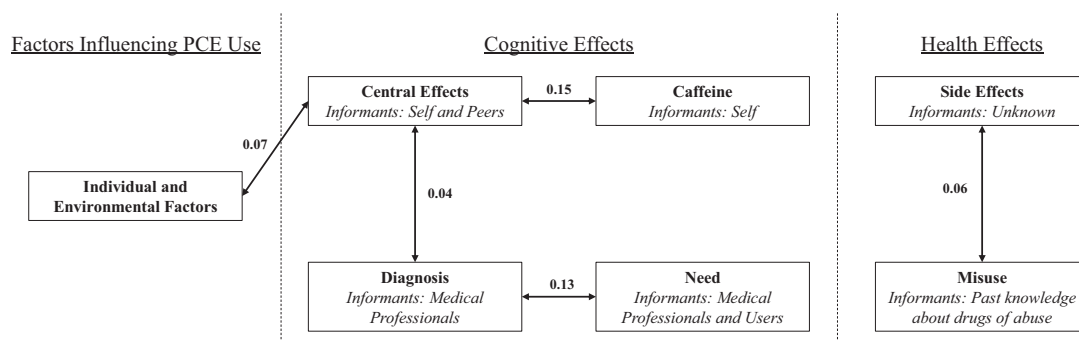 Factors Influencing PCE Use
Cognitive Effects
Health Effects
Central Effects
Informants: Self and Peers
0.15
Caffeine
Informants: Self
Side Effects
Informants: Unknown
0.07
Individual and
Environmental Factors
0.04
0.06
Diagnosis
Informants: Medical
Professionals
0.13
Need
Informants: Medical
Professionals and Users
Misuse
Informants: Past knowledge
about drugs of abuse